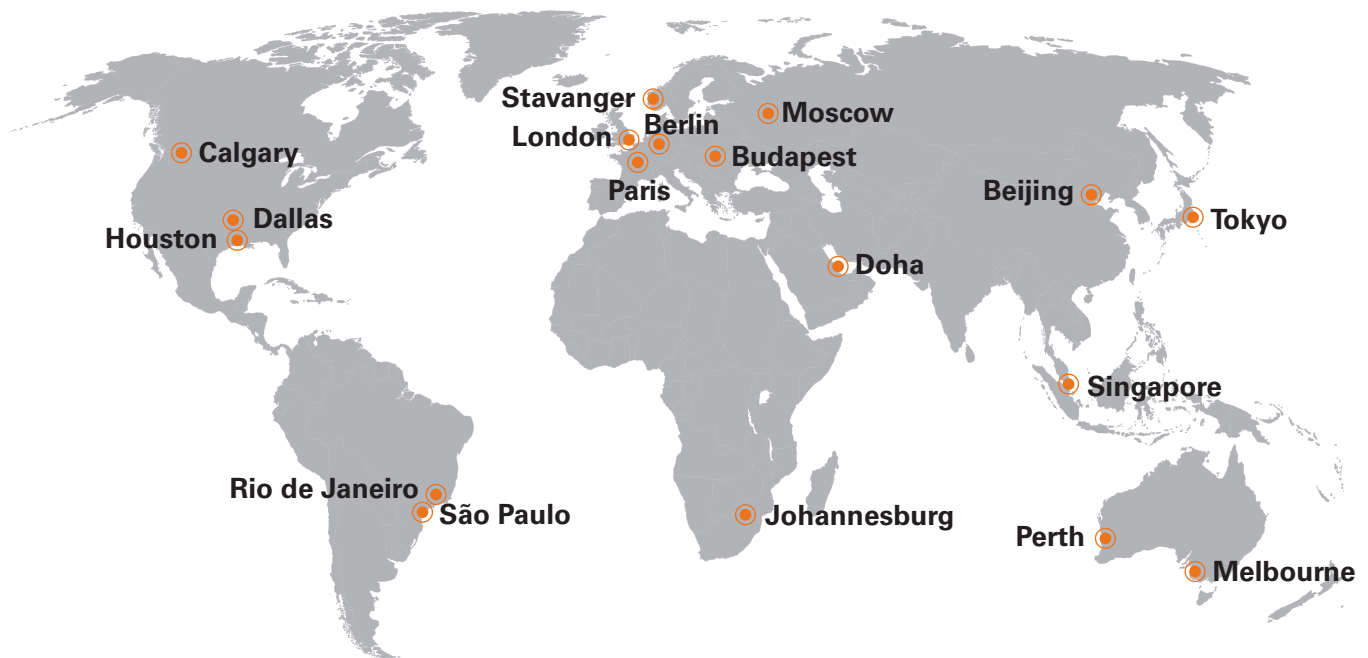 Stavanger
Moscow
London
Berlin
Calgary
Budapest
Paris
Beijing
Dallas
Tokyo
Houston
Doha
Singapore
Rio de Janeiro
São Paulo
Johannesburg
Perth
Melbourne